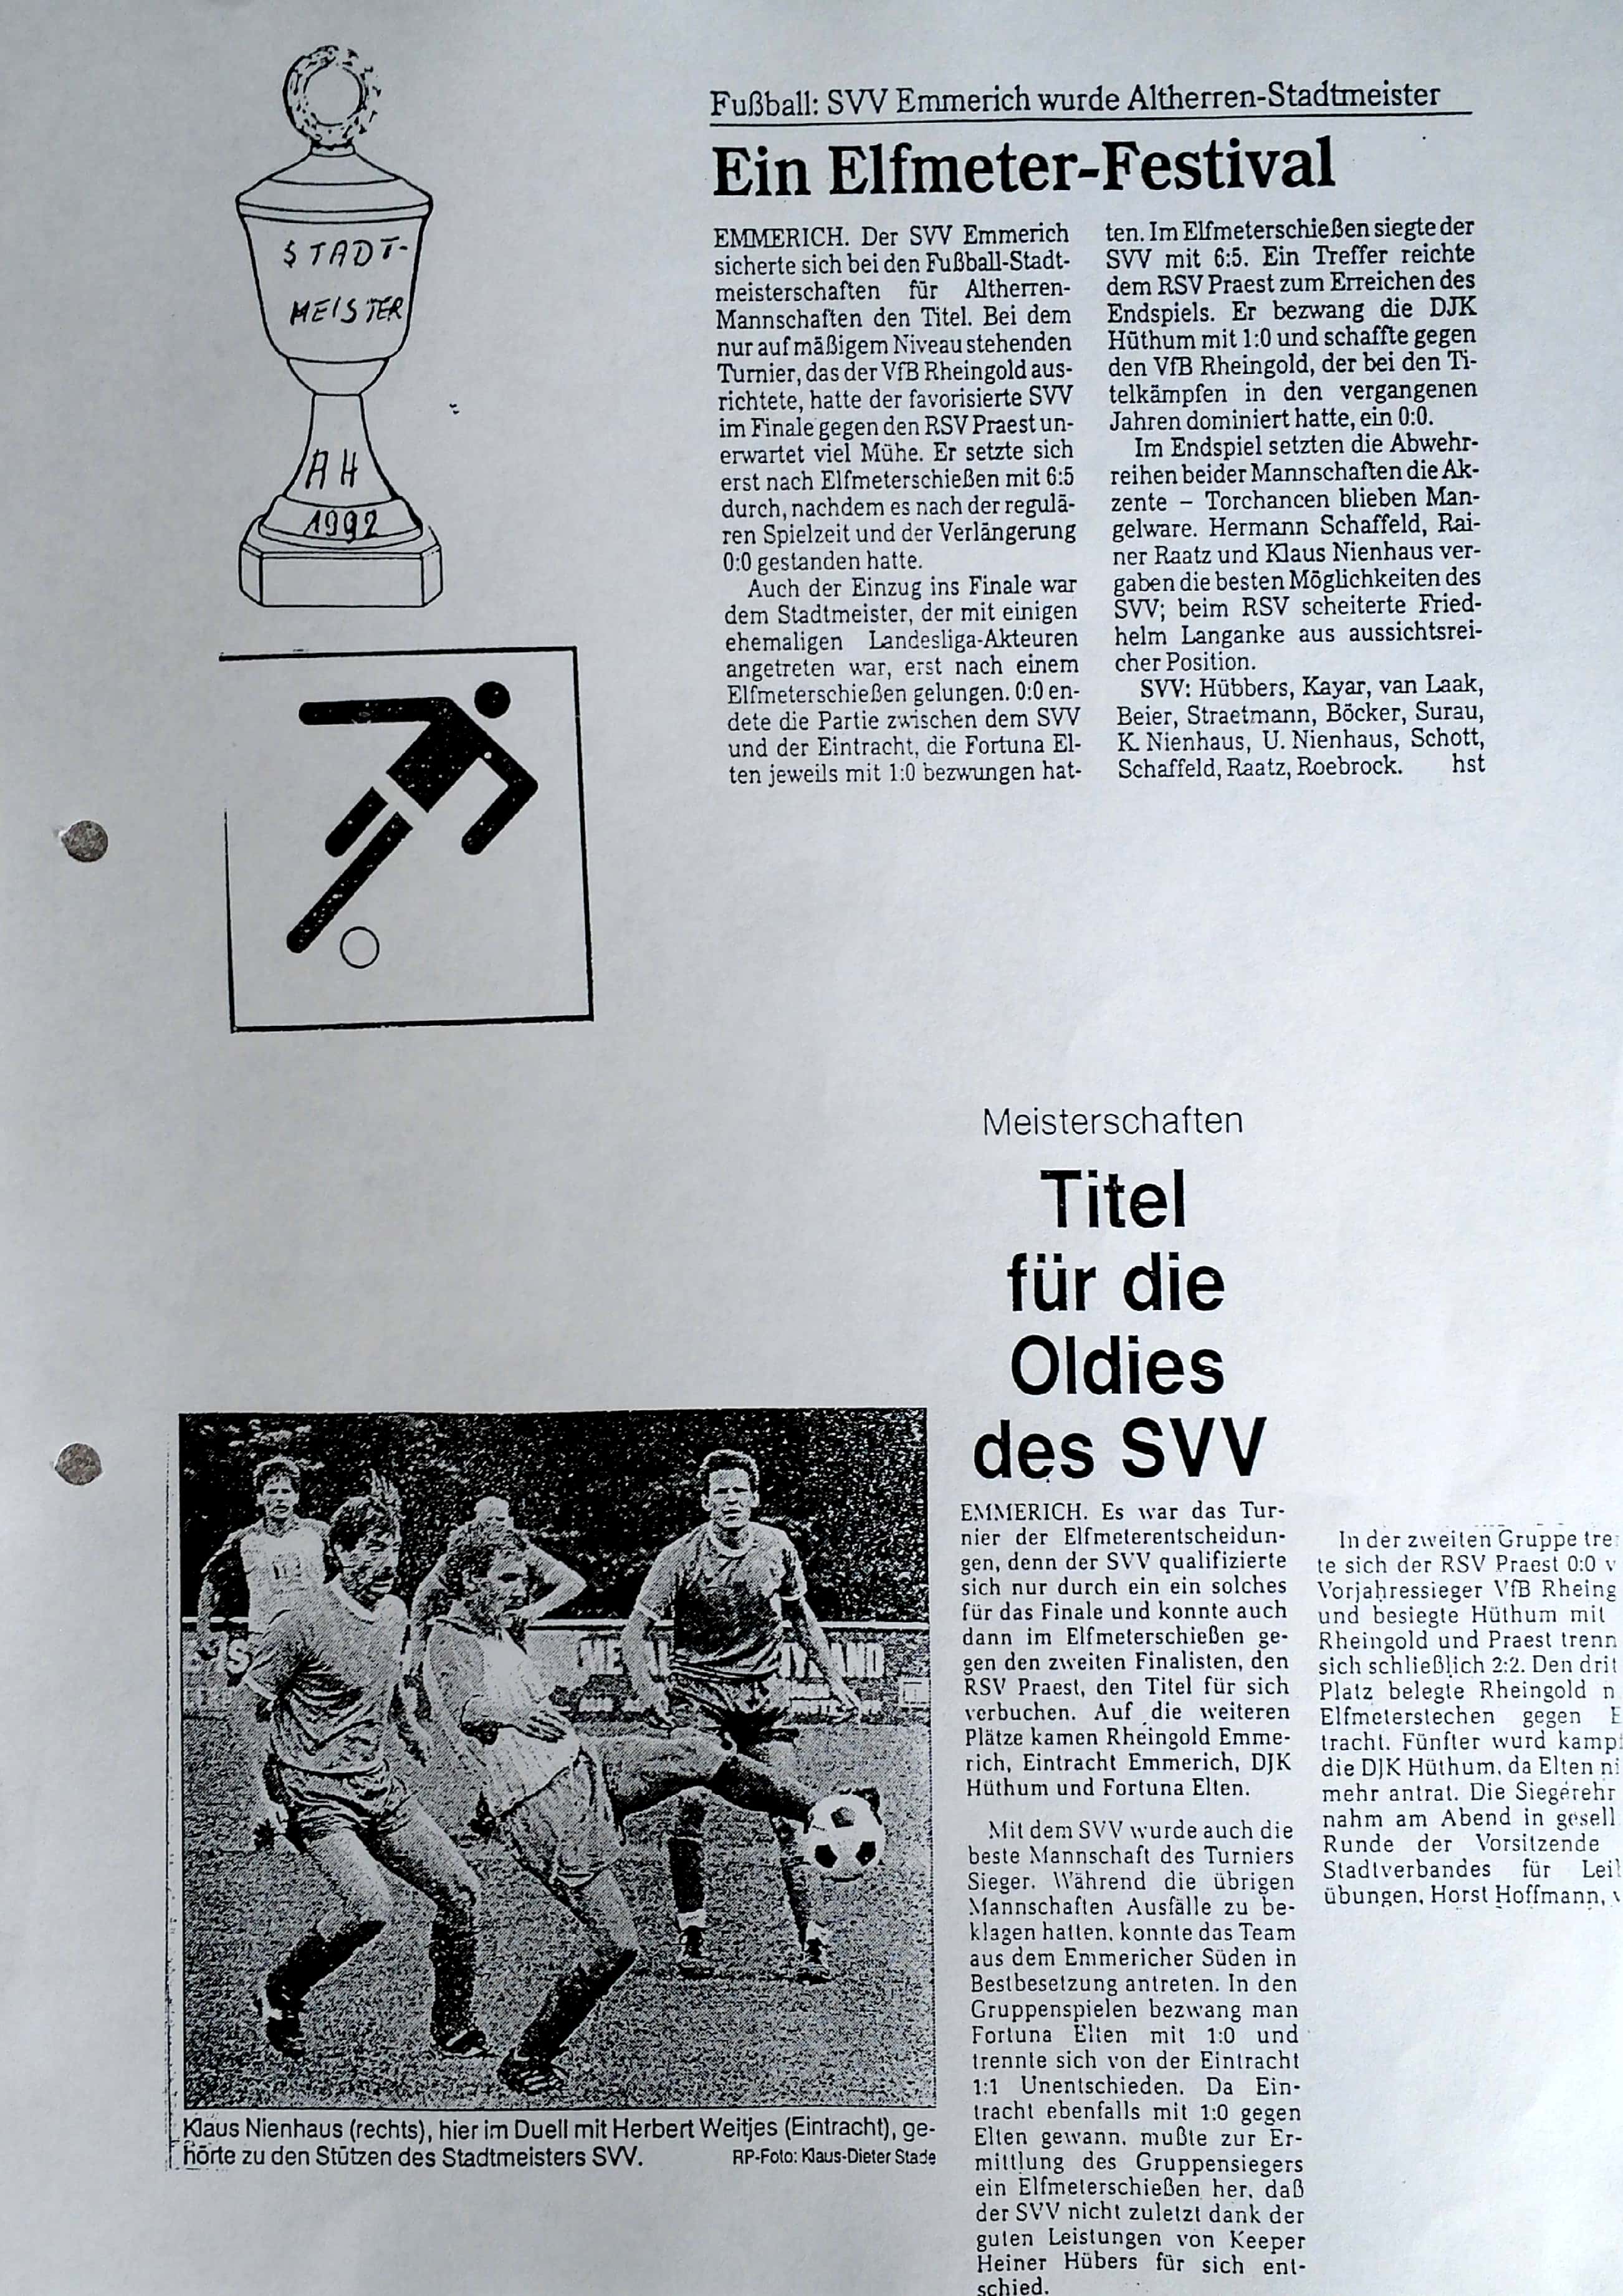 STADT-
MEISTER
AH
1992
Fußball: SVV Emmerich wurde Altherren-Stadtmeister
Ein Elfmeter-Festival
EMMERICH. Der SVV Emmerich
sicherte sich bei den Fußball-Stadt-
meisterschaften für Altherren-
Mannschaften den Titel. Bei dem
nur auf mäßigem Niveau stehenden
Turnier, das der VfB Rheingold aus-
richtete, hatte der favorisierte SVV
im Finale gegen den RSV Praest un-
erwartet viel Mühe. Er setzte sich
erst nach Elfmeterschießen mit 6:5
durch, nachdem es nach der regulä-
ren Spielzeit und der Verlängerung
0:0 gestanden hatte.
Auch der Einzug ins Finale war
dem Stadtmeister, der mit einigen
ehemaligen Landesliga-Akteuren
angetreten war, erst nach einem
Elfmeterschießen gelungen. 0:0 en-
dete die Partie zwischen dem SVV
und der Eintracht, die Fortuna El-
ten jeweils mit 1:0 bezwungen hat-
ten. Im Elfmeterschießen siegte der
SVV mit 6:5. Ein Treffer reichte
dem RSV Praest zum Erreichen des
Endspiels. Er bezwang die DJK
Hüthum mit 1:0 und schaffte gegen
den VfB Rheingold, der bei den Ti-
telkämpfen in den vergangenen
Jahren dominiert hatte, ein 0:0.
Im Endspiel setzten die Abwehr-
reihen beider Mannschaften die Ak-
zente – Torchancen blieben Man-
gelware. Hermann Schaffeld, Rai-
ner Raatz und Klaus Nienhaus ver-
gaben die besten Möglichkeiten des
SVV; beim RSV scheiterte Fried-
helm Langanke aus aussichtsrei-
cher Position.
SVV: Hübbers, Kayar, van Laak,
Beier, Straetmann, Böcker, Surau,
K. Nienhaus, U. Nienhaus, Schott,
Schaffeld, Raatz, Roebrock. hst
Meisterschaften
Titel
für die
Oldies
des SVV
EMMERICH. Es war das Tur-
nier der Elfmeterentscheidun-
gen, denn der SVV qualifizierte
sich nur durch ein ein solches
für das Finale und konnte auch
dann im Elfmeterschießen ge-
gen den zweiten Finalisten, den
RSV Praest, den Titel für sich
verbuchen. Auf die weiteren
Plätze kamen Rheingold Emme-
rich, Eintracht Emmerich, DJK
Hüthum und Fortuna Elten.
Mit dem SVV wurde auch die
beste Mannschaft des Turniers
Sieger. Während die übrigen
Mannschaften Ausfälle zu be-
klagen hatten, konnte das Team
aus dem Emmericher Süden in
Bestbesetzung antreten. In den
Gruppenspielen bezwang man
Fortuna Elten mit 1:0 und
trennte sich von der Eintracht
1:1 Unentschieden. Da Ein-
tracht ebenfalls mit 1:0 gegen
Elten gewann, mußte zur Er-
mittlung des Gruppensiegers
ein Elfmeterschießen her, daß
der SVV nicht zuletzt dank der
guten Leistungen von Keeper
Heiner Hübers für sich ent-
schied.
In der zweiten Gruppe tre
te sich der RSV Praest 0:0 v
Vorjahressieger VfB Rheing
und besiegte Hüthum mit
Rheingold und Praest trenn
sich schließlich 2:2. Den drit
Platz belegte Rheingold n
Elfmeterstechen gegen E
tracht. Fünfter wurd kampf
die DJK Hüthum, da Elten ni
mehr antrat. Die Siegerehr
nahm am Abend in gesell
Runde der Vorsitzende
Stadtverbandes für Lei
übungen, Horst Hoffmann, v
Klaus Nienhaus (rechts), hier im Duell mit Herbert Weitjes (Eintracht), ge-
hörte zu den Stützen des Stadtmeisters SVV. RP-Foto: Klaus-Dieter Stade